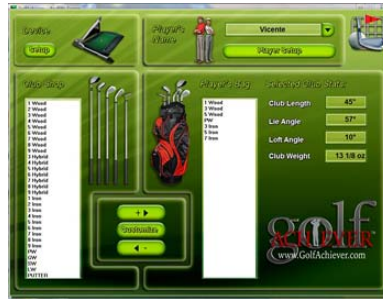 Device
Setup
Player's
Name
Vicente
Player Setup
Club Shop
1 Wood
2 Wood
3 Wood
4 Wood
5 Wood
6 Wood
7 Wood
8 Wood
9 Wood
3 Hybrid
4 Hybrid
5 Hybrid
6 Hybrid
7 Hybrid
8 Hybrid
9 Hybrid
1 Iron
2 Iron
3 Iron
4 Iron
5 Iron
6 Iron
7 Iron
8 Iron
9 Iron
PW
GW
SW
LW
PUTTER
+
Customize
-
Player's Bag
1 Wood
3 Wood
5 Wood
PW
3 Iron
5 Iron
7 Iron
Selected Club Stats:
Club Length 45"
Lie Angle 57°
Loft Angle 10°
Club Weight 13 1/8 oz
golf
ACHIEVER
www.GolfAchiever.com